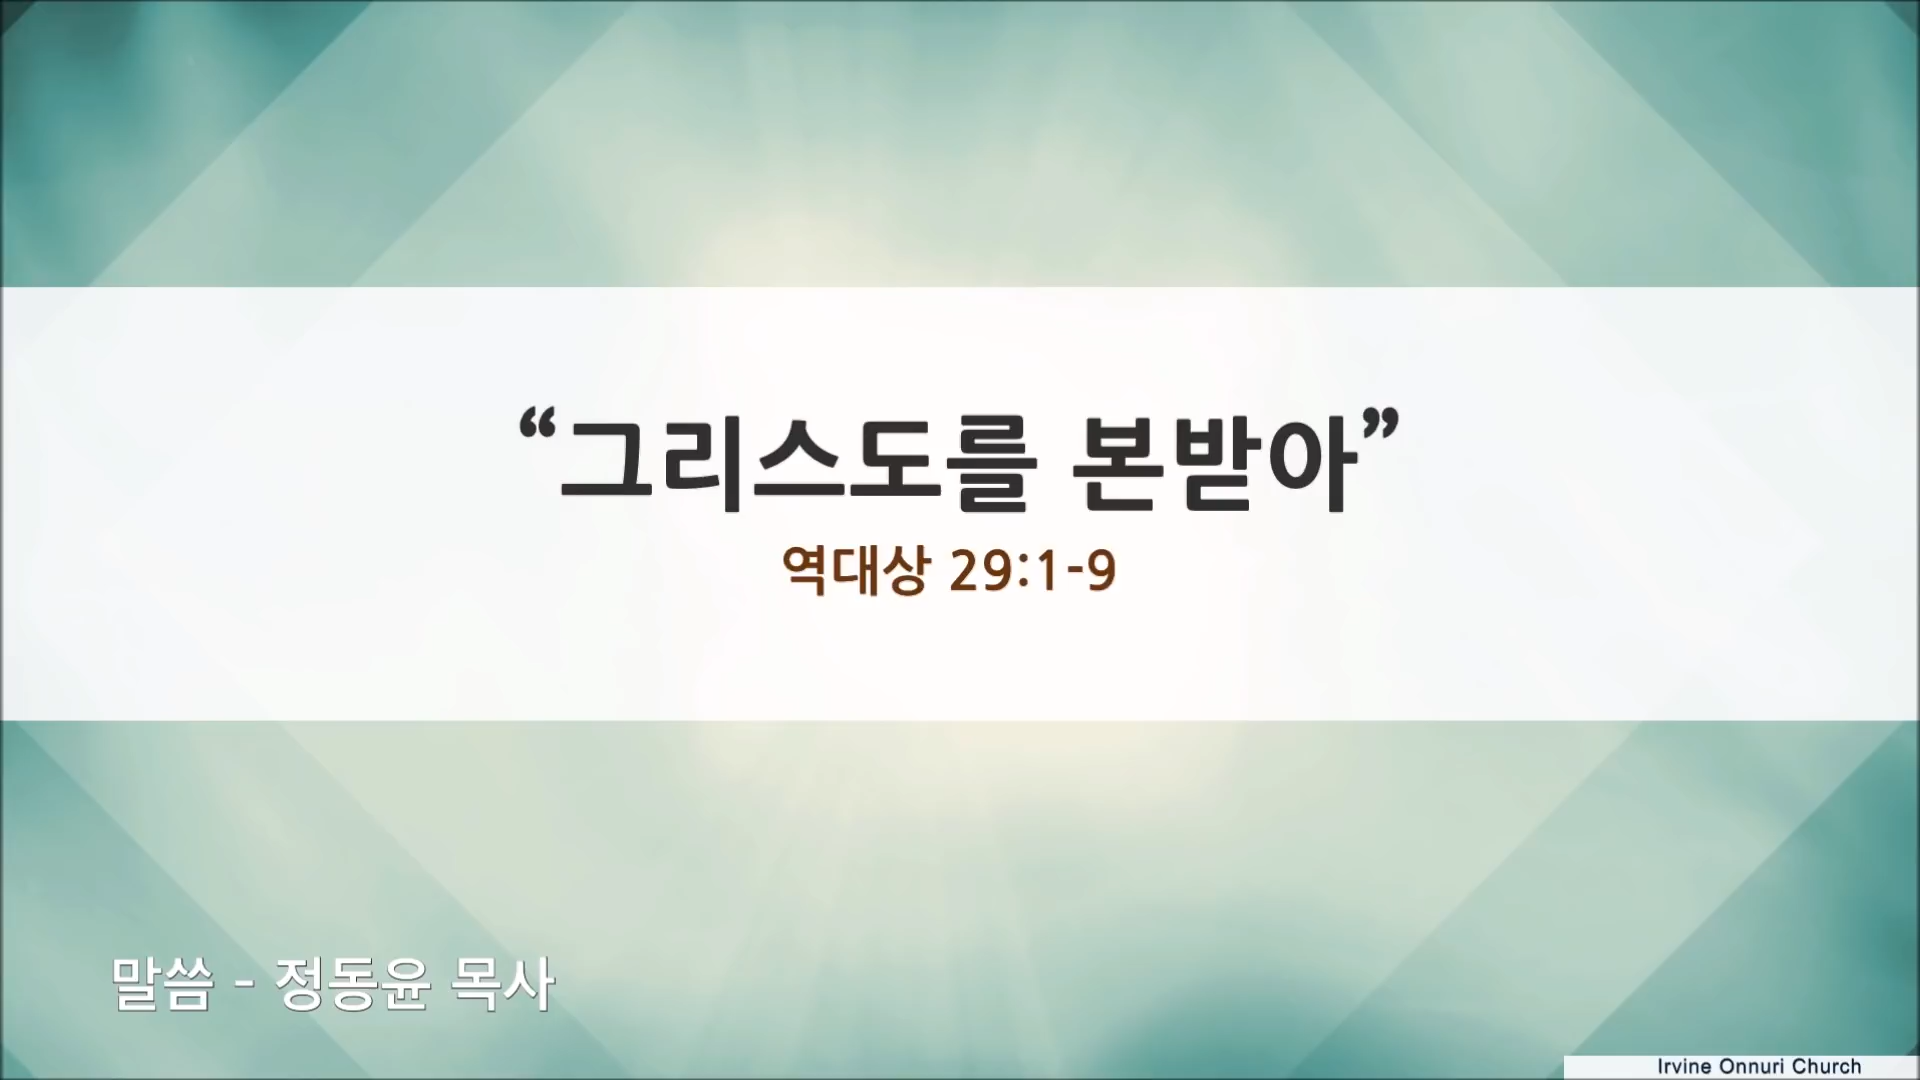 “그리스도를 본받아”
역대상 29:1-9
말씀 - 정동윤 목사
Irvine Onnuri Church